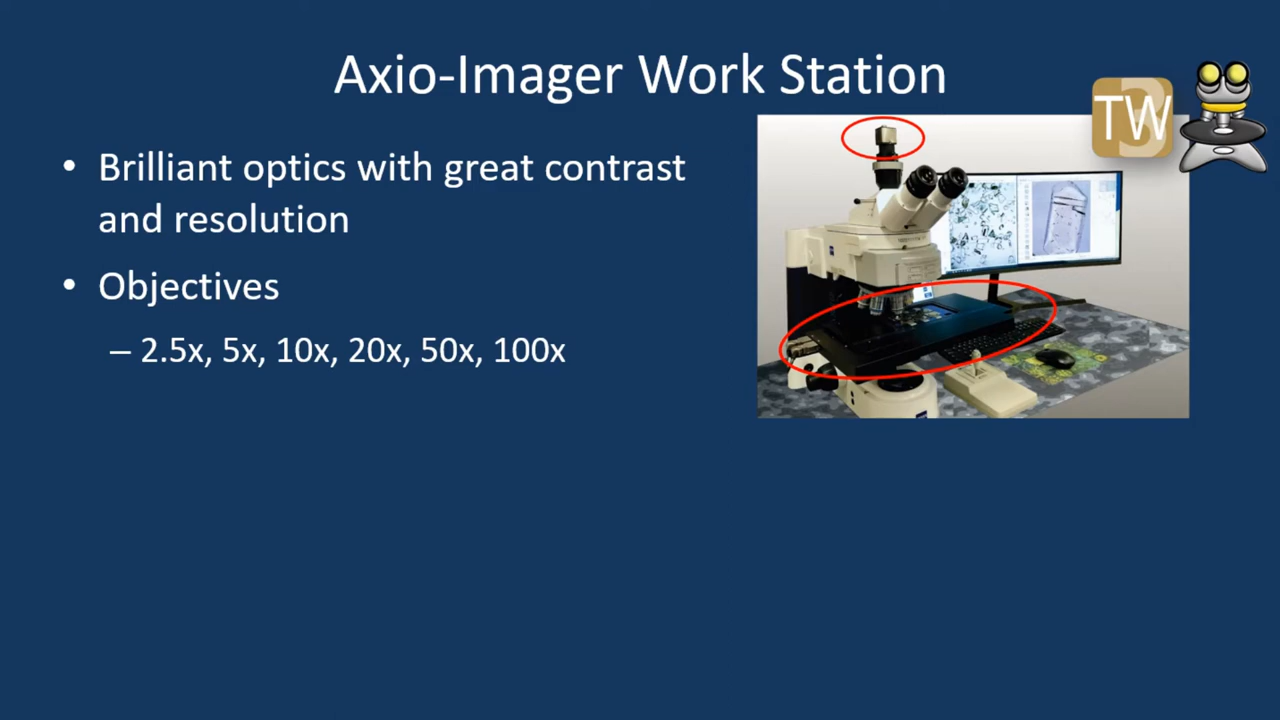 Axio-Imager Work Station
TW
3
• Brilliant optics with great contrast
and resolution
• Objectives
– 2.5x, 5x, 10x, 20x, 50x, 100x